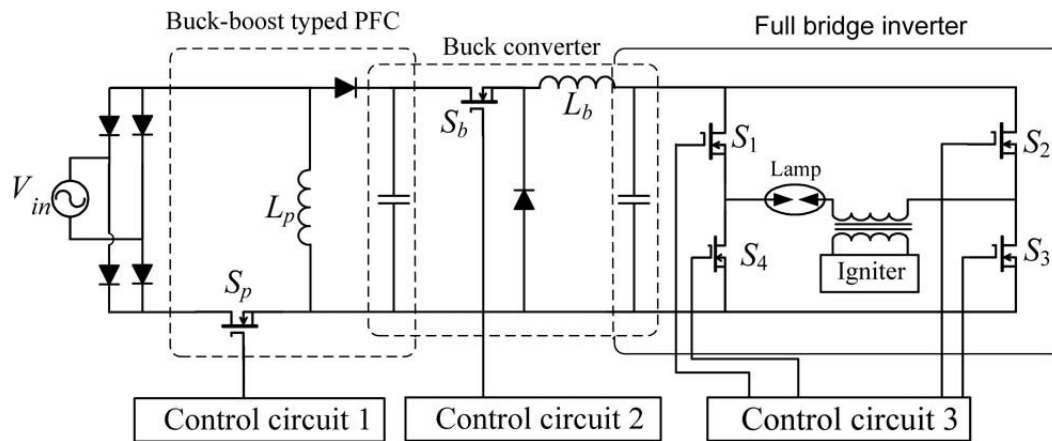 Buck-boost typed PFC
Buck converter
Full bridge inverter
V_in
L_p
S_p
S_b
L_b
S_1
S_2
S_3
S_4
Lamp
Igniter
Control circuit 1
Control circuit 2
Control circuit 3